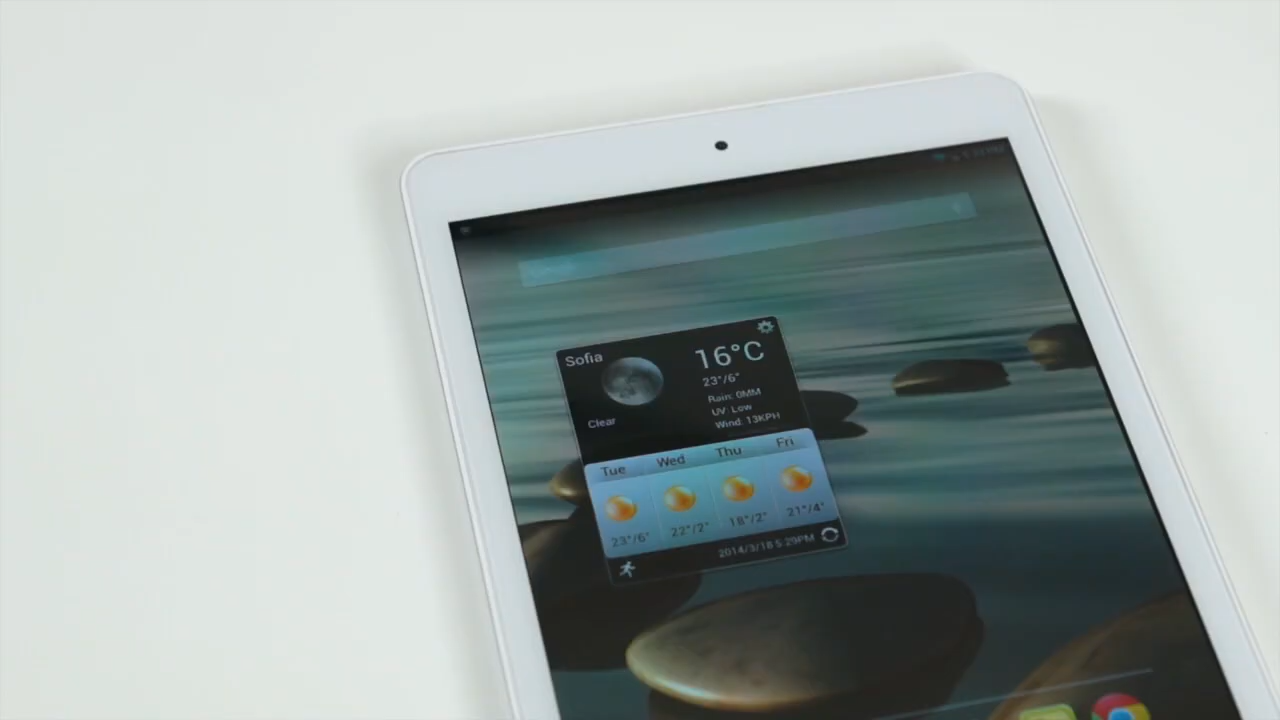 Sofia
16°C
23°/6°
Rain: 0MM
UV: Low
Wind: 13KPH
Clear
Tue Wed Thu Fri
23°/6° 22°/2° 18°/2° 21°/4°
2014/3/18 5:29PM